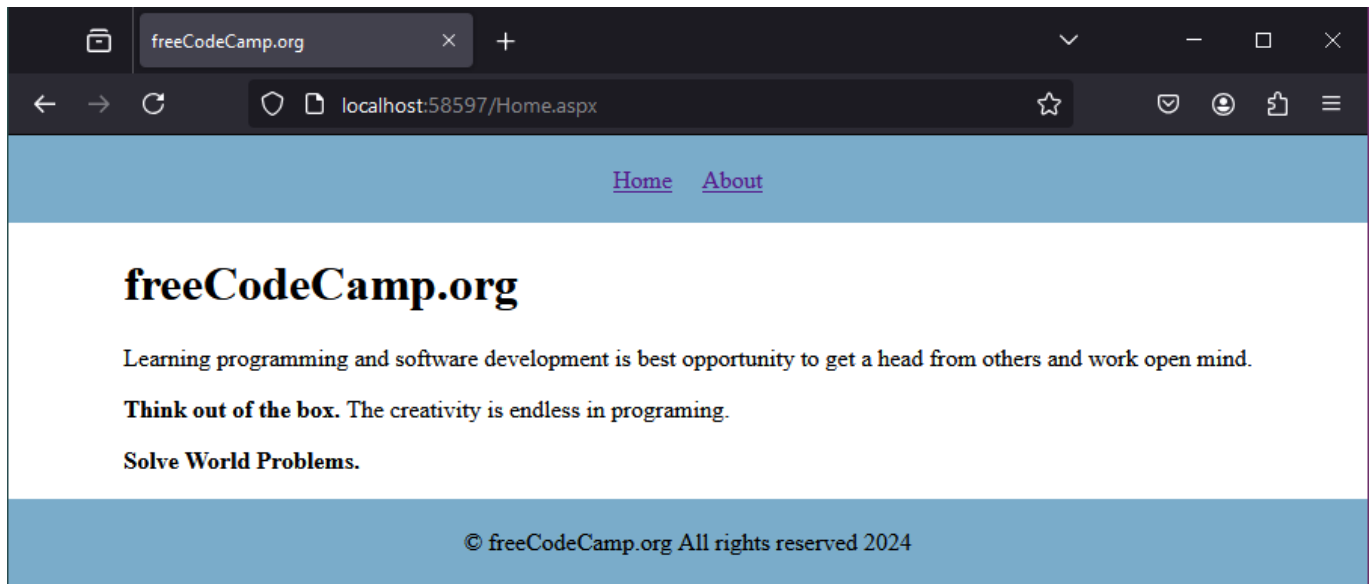 freeCodeCamp.org
localhost:58597/Home.aspx
Home About
freeCodeCamp.org
Learning programming and software development is best opportunity to get a head from others and work open mind.
Think out of the box. The creativity is endless in programing.
Solve World Problems.
© freeCodeCamp.org All rights reserved 2024